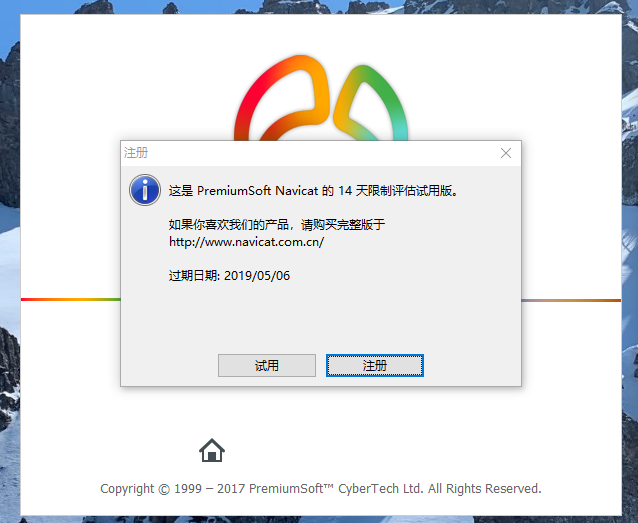 注册
这是 PremiumSoft Navicat 的 14 天限制评估试用版。
如果你喜欢我们的产品，请购买完整版于
http://www.navicat.com.cn/
过期日期: 2019/05/06
试用
注册
Copyright © 1999 – 2017 PremiumSoft™ CyberTech Ltd. All Rights Reserved.